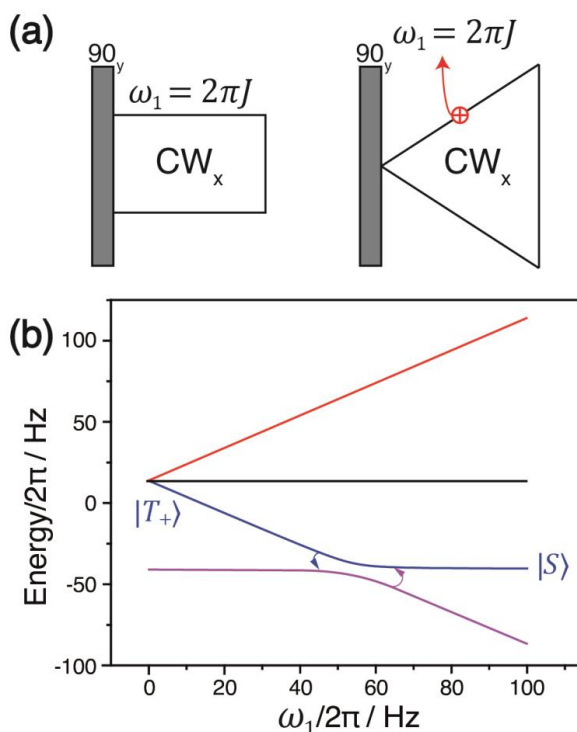 (a)
90y
ω₁ = 2πJ
CWₓ
90y
ω₁ = 2πJ
CWₓ
(b)
Energy/2π / Hz
100
50
0
-50
-100
|T₊⟩
|S⟩
0 20 40 60 80 100
ω₁/2π / Hz